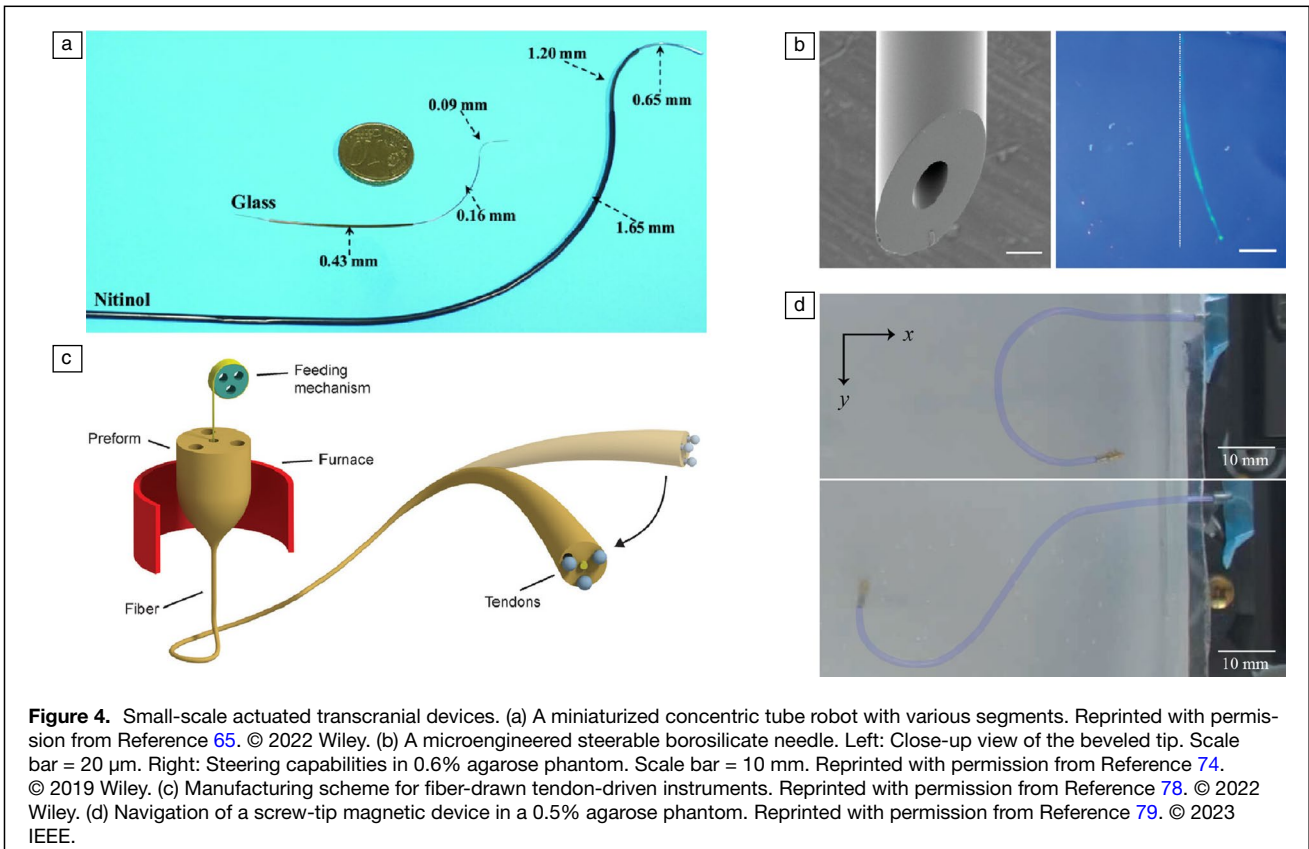 a
1.20 mm
0.65 mm
0.09 mm
Glass
0.16 mm
1.65 mm
0.43 mm
Nitinol
b
c
Feeding
mechanism
Preform
Furnace
Fiber
Tendons
d
x
y
10 mm
10 mm
Figure 4. Small-scale actuated transcranial devices. (a) A miniaturized concentric tube robot with various segments. Reprinted with permis-
sion from Reference 65. © 2022 Wiley. (b) A microengineered steerable borosilicate needle. Left: Close-up view of the beveled tip. Scale
bar = 20 μm. Right: Steering capabilities in 0.6% agarose phantom. Scale bar = 10 mm. Reprinted with permission from Reference 74.
© 2019 Wiley. (c) Manufacturing scheme for fiber-drawn tendon-driven instruments. Reprinted with permission from Reference 78. © 2022
Wiley. (d) Navigation of a screw-tip magnetic device in a 0.5% agarose phantom. Reprinted with permission from Reference 79. © 2023
IEEE.